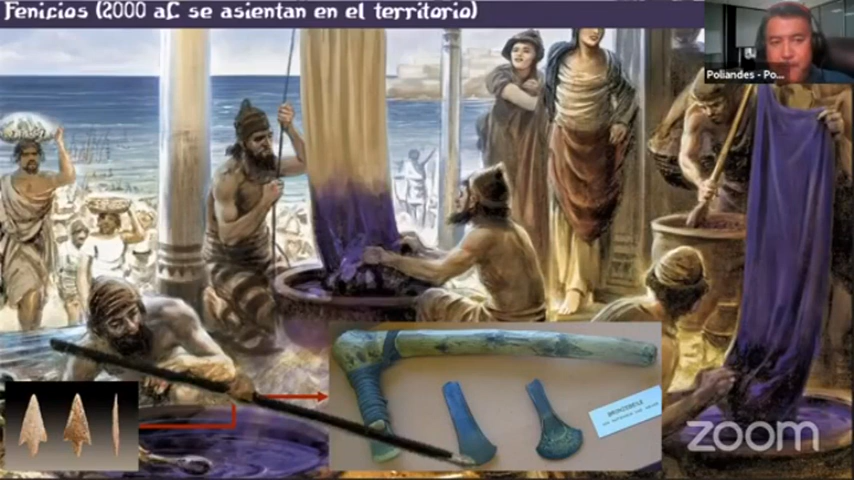 Fenicios (2000 aC se asientan en el territorio)
Poliandes - Po...
BRONZEBEILE
zoom